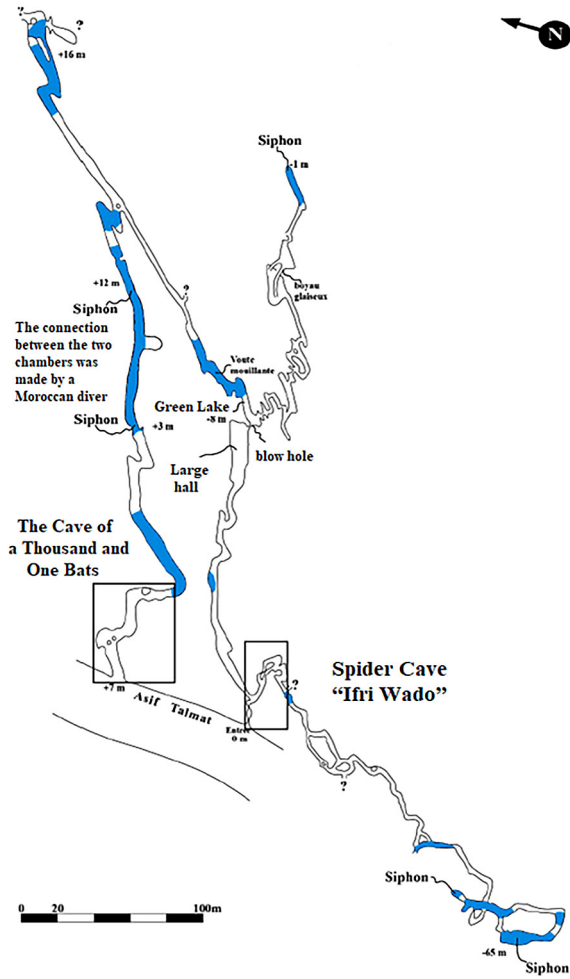 ?
?
N
+16 m
Siphon
-1 m
boyau
glaiseux
?
+12 m
Siphon
The connection
between the two
chambers was
made by a
Moroccan diver
Voute
mouillante
Green Lake
-8 m
Siphon
+3 m
blow hole
Large
hall
The Cave of
a Thousand and
One Bats
Spider Cave
“Ifri Wado”
?
+7 m
Asif Talmat
Entrée
0 m
?
Siphon
0 20 100m
-65 m
Siphon